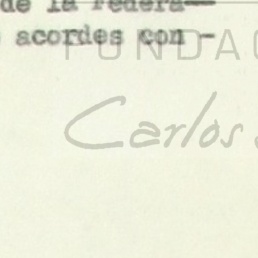 de la Federa-
acordes con -
FUNDAC
Carlos S